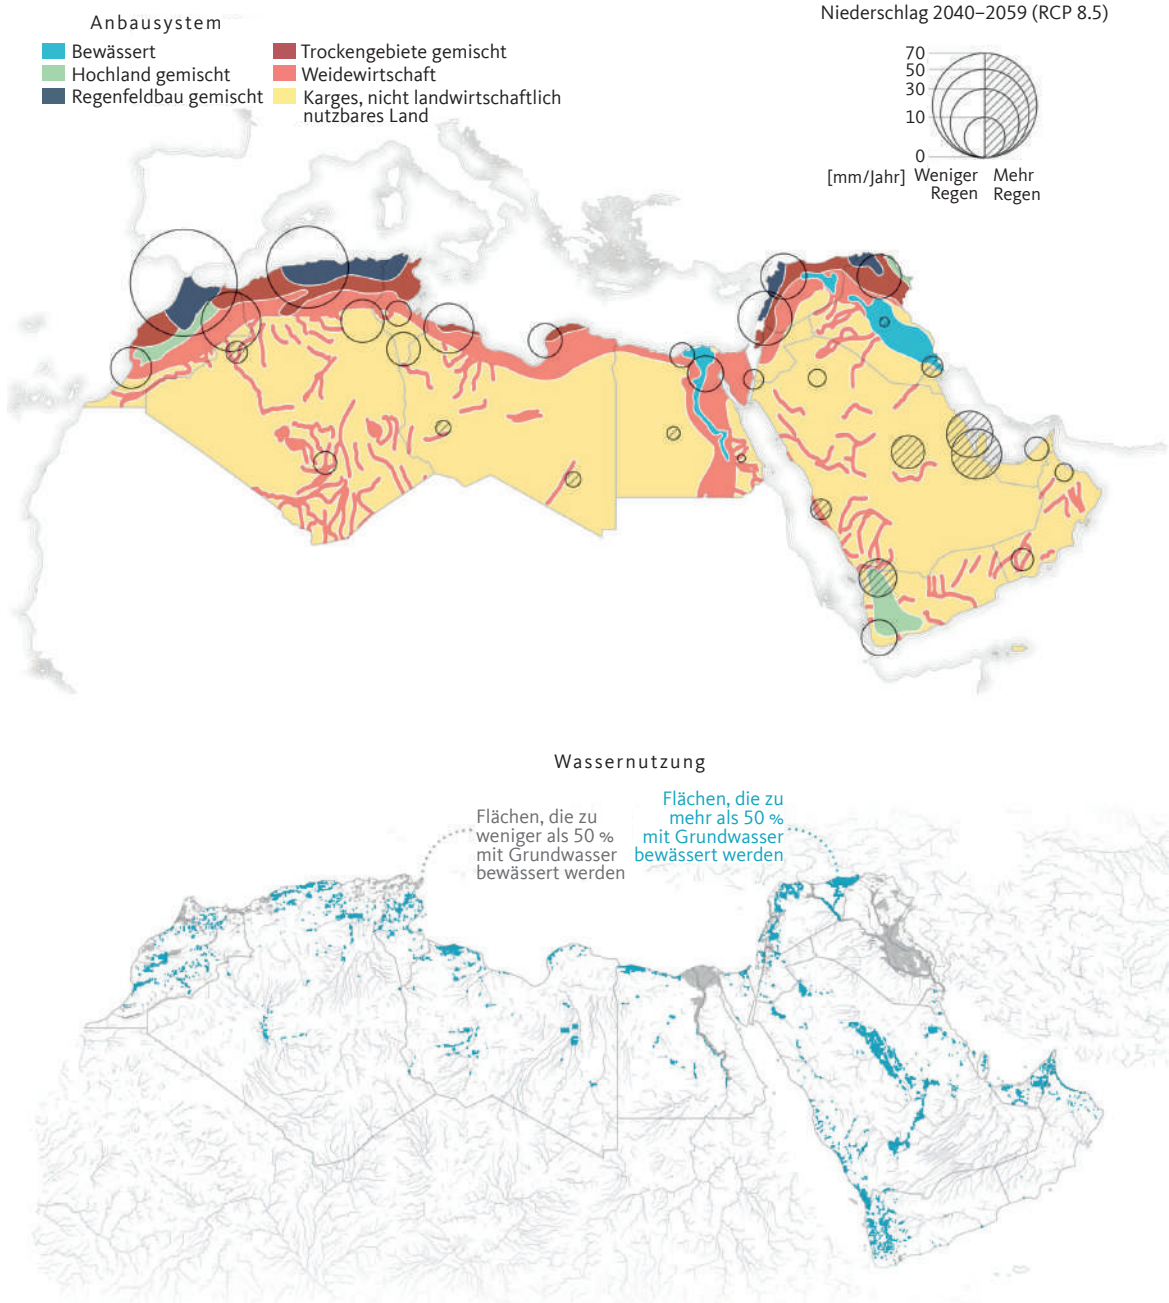 Anbausystem
Bewässert
Hochland gemischt
Regenfeldbau gemischt
Trockengebiete gemischt
Weidewirtschaft
Karges, nicht landwirtschaftlich
nutzbares Land
Niederschlag 2040–2059 (RCP 8.5)
70
50
30
10
0
[mm/Jahr]
Weniger
Regen
Mehr
Regen
Wassernutzung
Flächen, die zu
weniger als 50 %
mit Grundwasser
bewässert werden
Flächen, die zu
mehr als 50 %
mit Grundwasser
bewässert werden